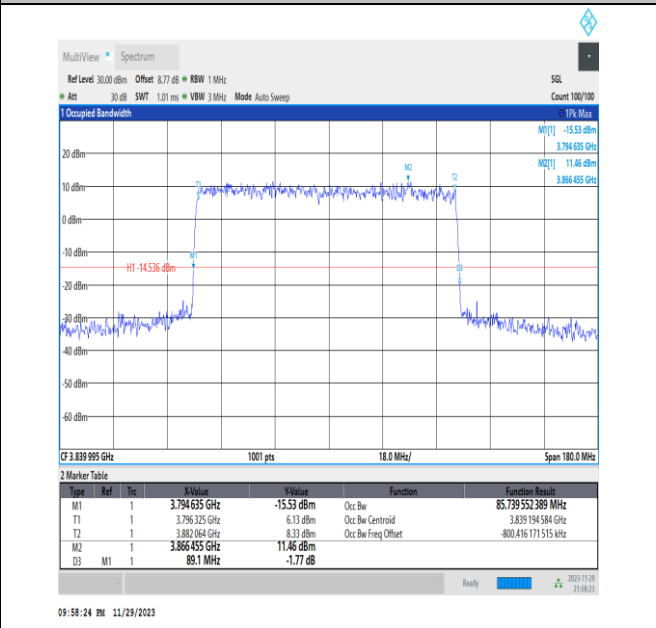 MultiView Spectrum
Ref Level 30.00 dBm Offset 8.77 dB RBW 1 MHz SGL
Att 30 dB SWT 1.01 ms VBW 3 MHz Mode Auto Sweep Count 100/100
1 Occupied Bandwidth 1Pk Max
M1[1] -15.53 dBm
3.794 635 GHz
M2[1] 11.46 dBm
3.866 455 GHz
20 dBm
M2
T2
T1
10 dBm
0 dBm
-10 dBm
M1
H1 -14.536 dBm
D3
-20 dBm
-30 dBm
-40 dBm
-50 dBm
-60 dBm
CF 3.839 995 GHz 1001 pts 18.0 MHz/ Span 180.0 MHz
2 Marker Table
Type Ref Trc X-Value Y-Value Function Function Result
M1 1 3.794 635 GHz -15.53 dBm Occ Bw 85.739 552 389 MHz
T1 1 3.796 325 GHz 6.13 dBm Occ Bw Centroid 3.839 194 584 GHz
T2 1 3.882 064 GHz 8.33 dBm Occ Bw Freq Offset -800.416 171 515 kHz
M2 1 3.866 455 GHz 11.46 dBm
D3 M1 1 89.1 MHz -1.77 dB
Ready 2023-11-29
21:58:23
09:58:24 PM 11/29/2023